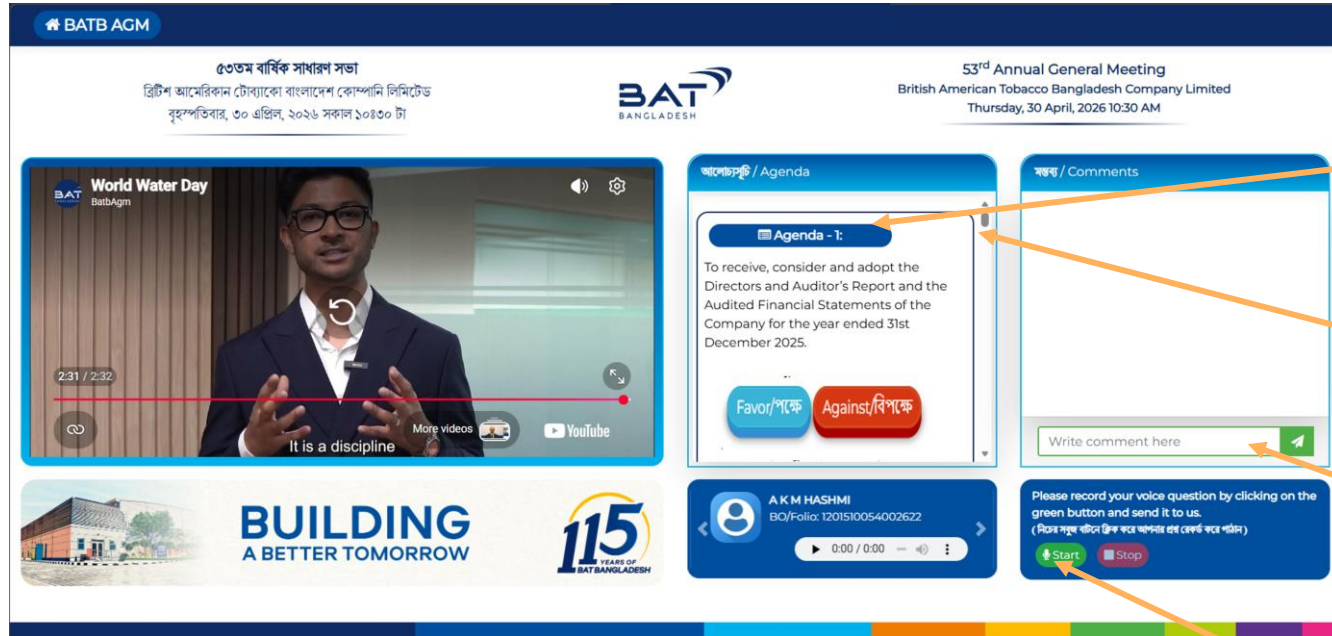 BATB AGM
৫৩তম বার্ষিক সাধারণ সভা
ব্রিটিশ আমেরিকান টোব্যাকো বাংলাদেশ কোম্পানি লিমিটেড
বৃহস্পতিবার, ৩০ এপ্রিল, ২০২৬ সকাল ১০ঃ৩০ টা
BAT
BANGLADESH
53rd Annual General Meeting
British American Tobacco Bangladesh Company Limited
Thursday, 30 April, 2026 10:30 AM
BAT
World Water Day
BatbAgm
2:31 / 2:32
More videos
YouTube
It is a discipline
আলোচ্যসূচি / Agenda
Agenda - 1:
To receive, consider and adopt the
Directors and Auditor's Report and the
Audited Financial Statements of the
Company for the year ended 31st
December 2025.
Favor/পক্ষে
Against/বিপক্ষে
মন্তব্য / Comments
Write comment here
BUILDING
A BETTER TOMORROW
115
YEARS OF
BAT BANGLADESH
A K M HASHMI
BO/Folio: 1201510054002622
0:00 / 0:00
Please record your voice question by clicking on the
green button and send it to us.
( নিচের সবুজ বাটনে ক্লিক করে আপনার প্রশ্ন রেকর্ড করে পাঠান )
Start
Stop